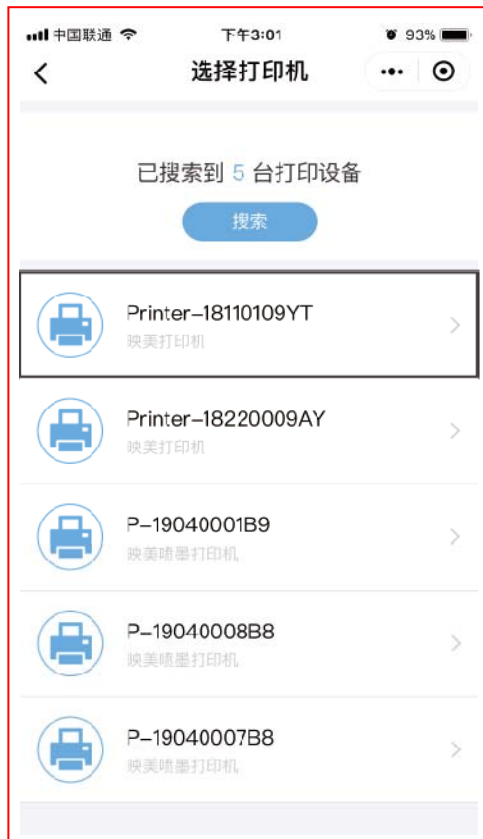 中国联通 下午3:01 93%
选择打印机
已搜索到 5 台打印设备
搜索
Printer-18110109YT
映美打印机
Printer-18220009AY
映美打印机
P-19040001B9
映美喷墨打印机
P-19040008B8
映美喷墨打印机
P-19040007B8
映美喷墨打印机